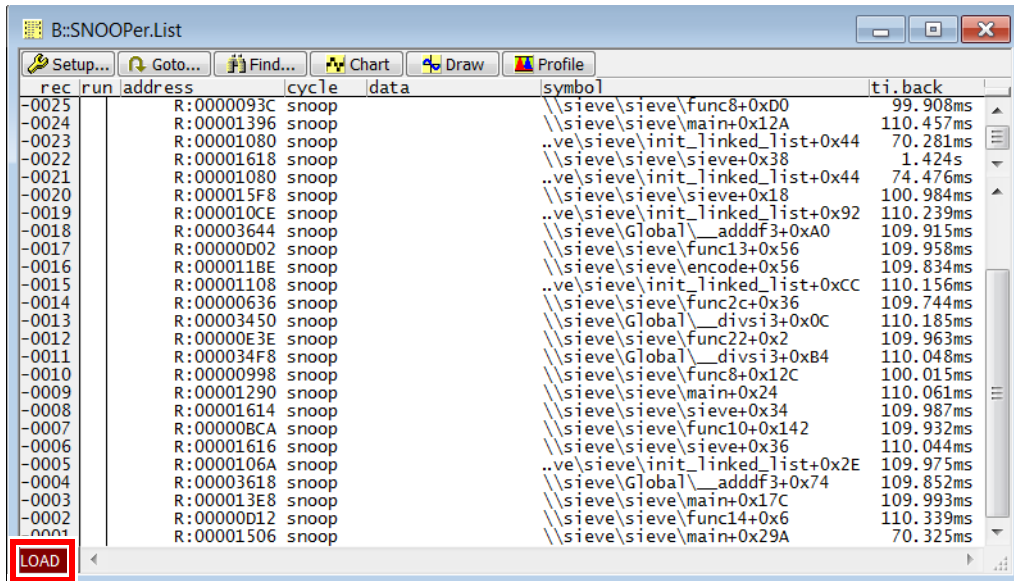 B::SNOOPer.List
Setup... Goto... Find... Chart Draw Profile
rec run address cycle data symbol ti.back
-0025 R:0000093C snoop \\sieve\sieve\func8+0xD0 99.908ms
-0024 R:00001396 snoop \\sieve\sieve\main+0x12A 110.457ms
-0023 R:00001080 snoop ..ve\sieve\init_linked_list+0x44 70.281ms
-0022 R:00001618 snoop \\sieve\sieve\sieve+0x38 1.424s
-0021 R:00001080 snoop ..ve\sieve\init_linked_list+0x44 74.476ms
-0020 R:000015F8 snoop \\sieve\sieve\sieve+0x18 100.984ms
-0019 R:000010CE snoop ..ve\sieve\init_linked_list+0x92 110.239ms
-0018 R:00003644 snoop \\sieve\Global\__adddf3+0xA0 109.915ms
-0017 R:00000D02 snoop \\sieve\sieve\func13+0x56 109.958ms
-0016 R:000011BE snoop \\sieve\sieve\encode+0x56 109.834ms
-0015 R:00001108 snoop ..ve\sieve\init_linked_list+0xCC 110.156ms
-0014 R:00000636 snoop \\sieve\sieve\func2c+0x36 109.744ms
-0013 R:00003450 snoop \\sieve\Global\__divsi3+0x0C 110.185ms
-0012 R:00000E3E snoop \\sieve\sieve\func22+0x2 109.963ms
-0011 R:000034F8 snoop \\sieve\Global\__divsi3+0xB4 110.048ms
-0010 R:00000998 snoop \\sieve\sieve\func8+0x12C 100.015ms
-0009 R:00001290 snoop \\sieve\sieve\main+0x24 110.061ms
-0008 R:00001614 snoop \\sieve\sieve\sieve+0x34 109.987ms
-0007 R:00000BCA snoop \\sieve\sieve\func10+0x142 109.932ms
-0006 R:00001616 snoop \\sieve\sieve\sieve+0x36 110.044ms
-0005 R:0000106A snoop ..ve\sieve\init_linked_list+0x2E 109.975ms
-0004 R:00003618 snoop \\sieve\Global\__adddf3+0x74 109.852ms
-0003 R:000013E8 snoop \\sieve\sieve\main+0x17C 109.993ms
-0002 R:00000D12 snoop \\sieve\sieve\func14+0x6 110.339ms
-0001 R:00001506 snoop \\sieve\sieve\main+0x29A 70.325ms
LOAD